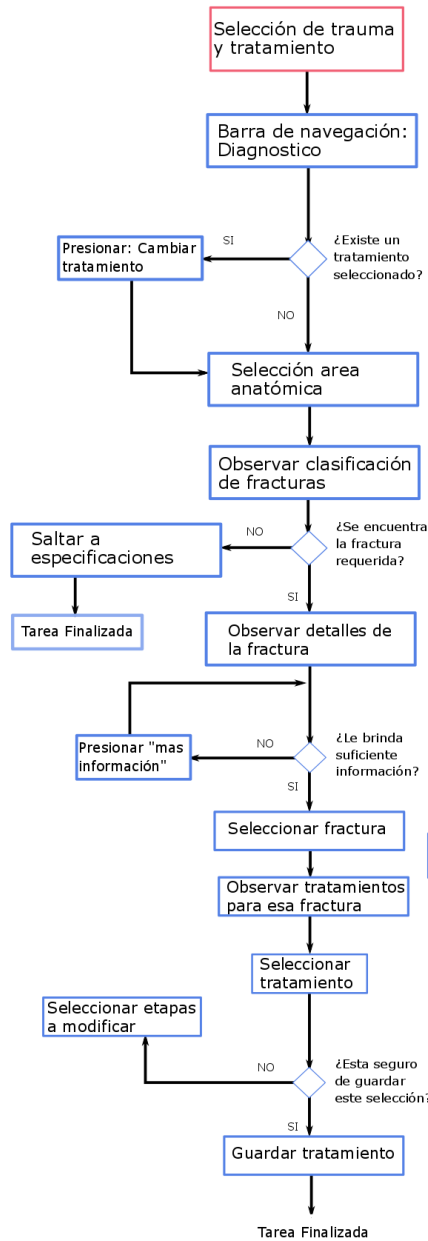 Selección de trauma
y tratamiento
Barra de navegación:
Diagnostico
SI
¿Existe un
tratamiento
seleccionado?
Presionar: Cambiar
tratamiento
NO
Selección area
anatómica
Observar clasificación
de fracturas
NO
¿Se encuentra
la fractura
requerida?
Saltar a
especificaciones
SI
Tarea Finalizada
Observar detalles de
la fractura
NO
¿Le brinda
suficiente
información?
Presionar "mas
información"
SI
Seleccionar fractura
Observar tratamientos
para esa fractura
Seleccionar
tratamiento
Seleccionar etapas
a modificar
NO
¿Esta seguro
de guardar
este selección?
SI
Guardar tratamiento
Tarea Finalizada